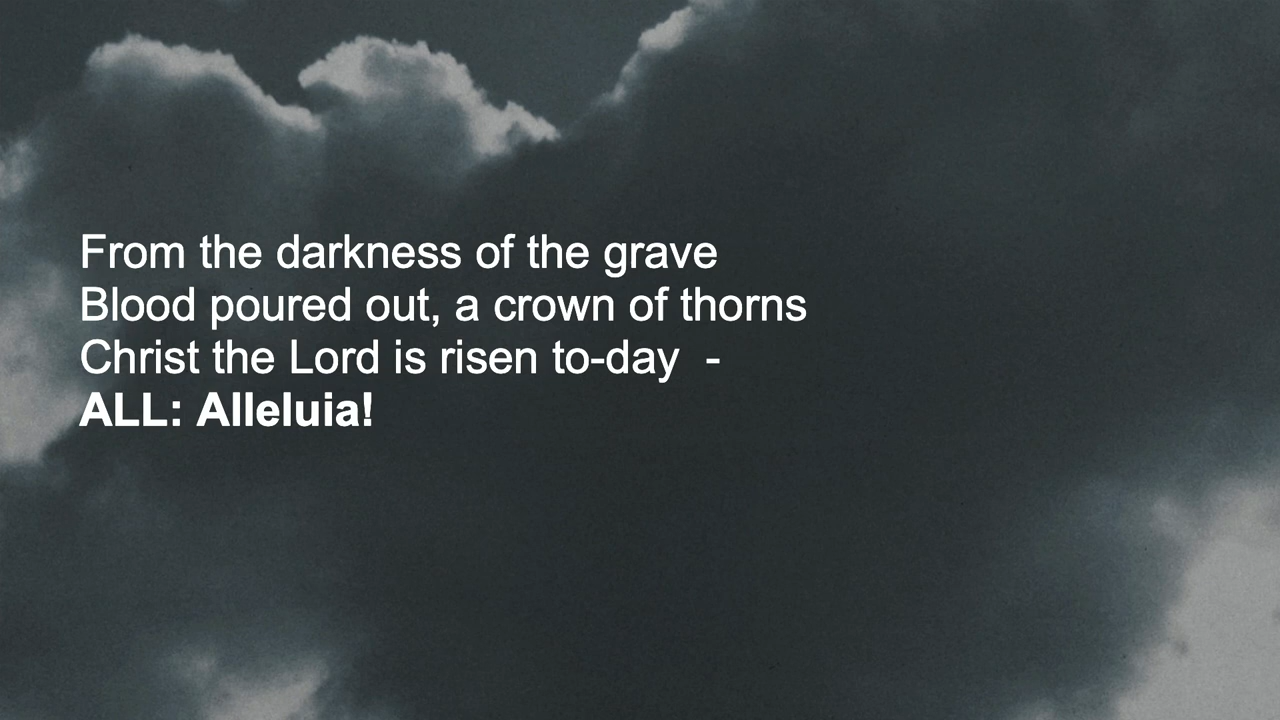 From the darkness of the grave
Blood poured out, a crown of thorns
Christ the Lord is risen to-day  -
ALL: Alleluia!